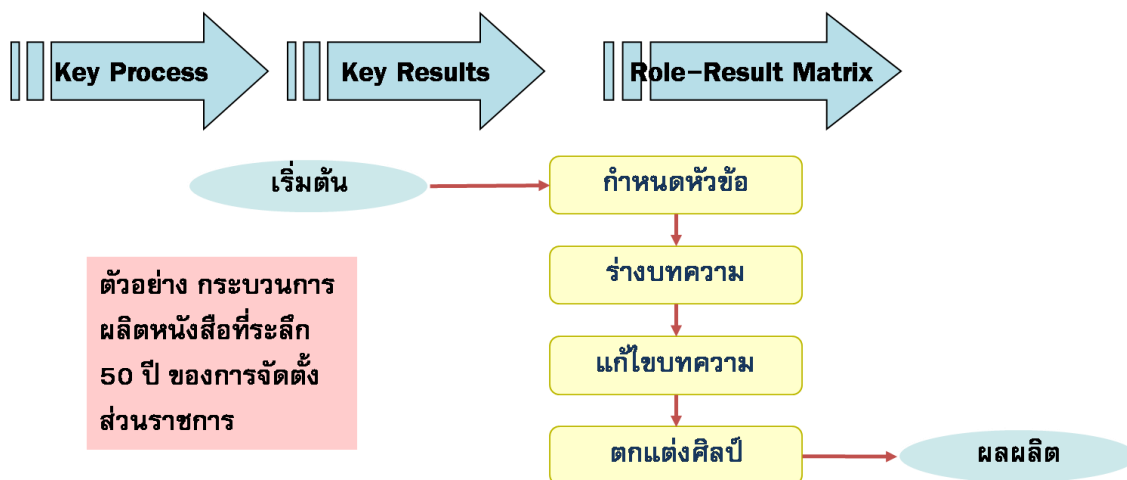 Key Process
Key Results
Role-Result Matrix
เริ่มต้น
กำหนดหัวข้อ
ร่างบทความ
ตัวอย่าง กระบวนการ
ผลิตหนังสือที่ระลึก
50 ปี ของการจัดตั้ง
ส่วนราชการ
แก้ไขบทความ
ตกแต่งศิลป์
ผลผลิต